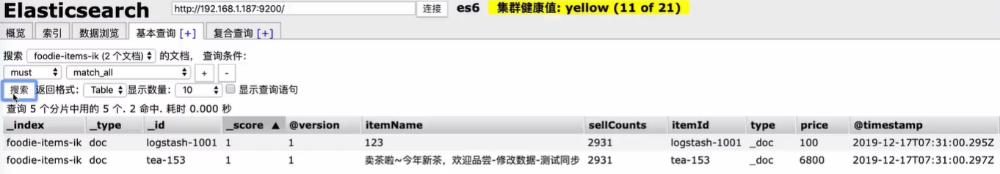 Elasticsearch http://192.168.1.187:9200/ 连接 es6 集群健康值: yellow (11 of 21)
概览 索引 数据浏览 基本查询 [+] 复合查询 [+]
搜索 foodie-items-ik (2 个文档) 的文档， 查询条件:
must match_all + -
搜索 返回格式: Table 显示数量: 10 显示查询语句
查询 5 个分片中用的 5 个. 2 命中. 耗时 0.000 秒
_index _type _id _score ▲ @version itemName sellCounts itemId type price @timestamp
foodie-items-ik doc logstash-1001 1 1 123 2931 logstash-1001 _doc 100 2019-12-17T07:31:00.295Z
foodie-items-ik doc tea-153 1 1 卖茶啦~今年新茶，欢迎品尝-修改数据-测试同步 2931 tea-153 _doc 6800 2019-12-17T07:31:00.297Z